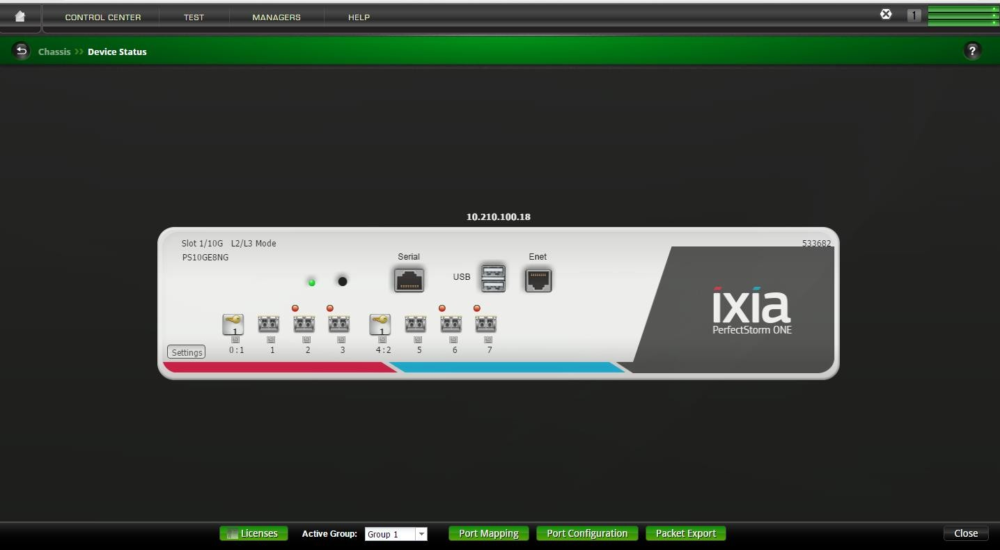 CONTROL CENTER TEST MANAGERS HELP 1
Chassis >> Device Status ?
10.210.100.18
Slot 1/10G L2/L3 Mode 533682
PS10GE8NG
Serial Enet
USB
ixia
PerfectStorm ONE
1 1
0:1 1 2 3 4:2 5 6 7
Settings
Licenses Active Group: Group 1 Port Mapping Port Configuration Packet Export Close